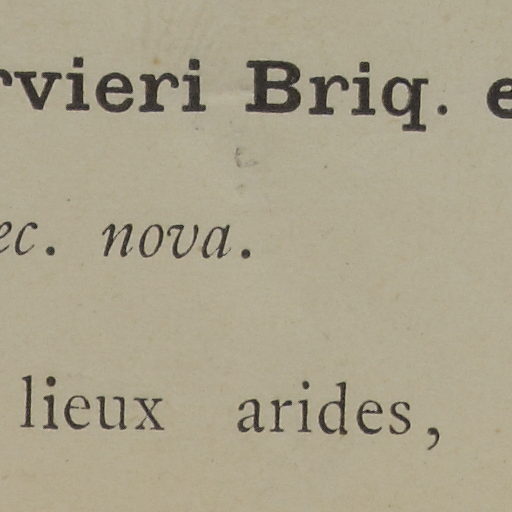 rvieri Briq. e
ec. nova.
lieux arides,